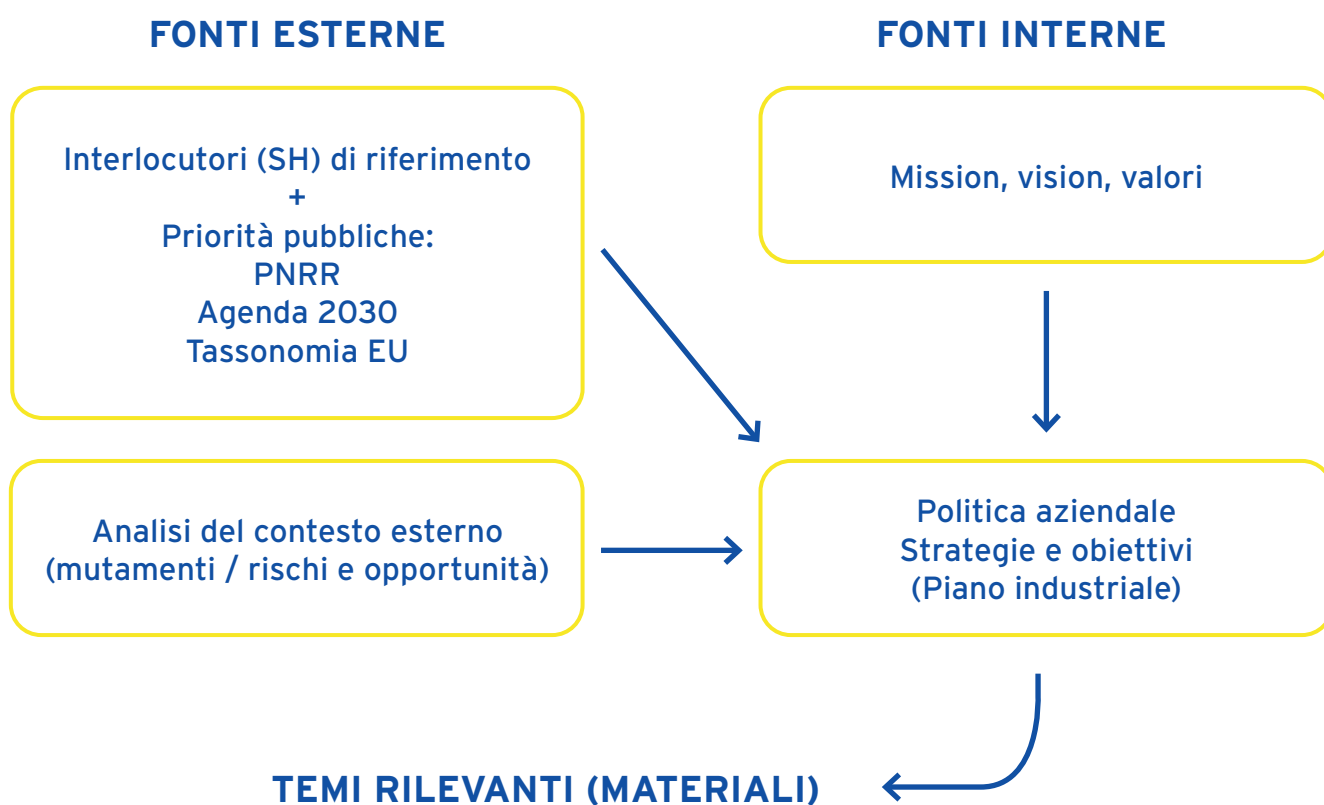 FONTI ESTERNE
Interlocutori (SH) di riferimento
+
Priorità pubbliche:
PNRR
Agenda 2030
Tassonomia EU
Analisi del contesto esterno
(mutamenti / rischi e opportunità)
FONTI INTERNE
Mission, vision, valori
Politica aziendale
Strategie e obiettivi
(Piano industriale)
TEMI RILEVANTI (MATERIALI)